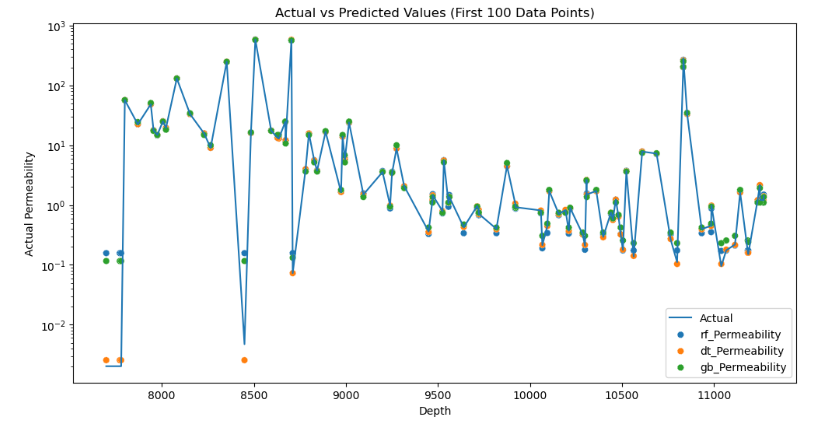 Actual vs Predicted Values (First 100 Data Points)
10³
10²
10¹
10⁰
10⁻¹
10⁻²
Actual Permeability
8000 8500 9000 9500 10000 10500 11000
Depth
Actual
rf_Permeability
dt_Permeability
gb_Permeability